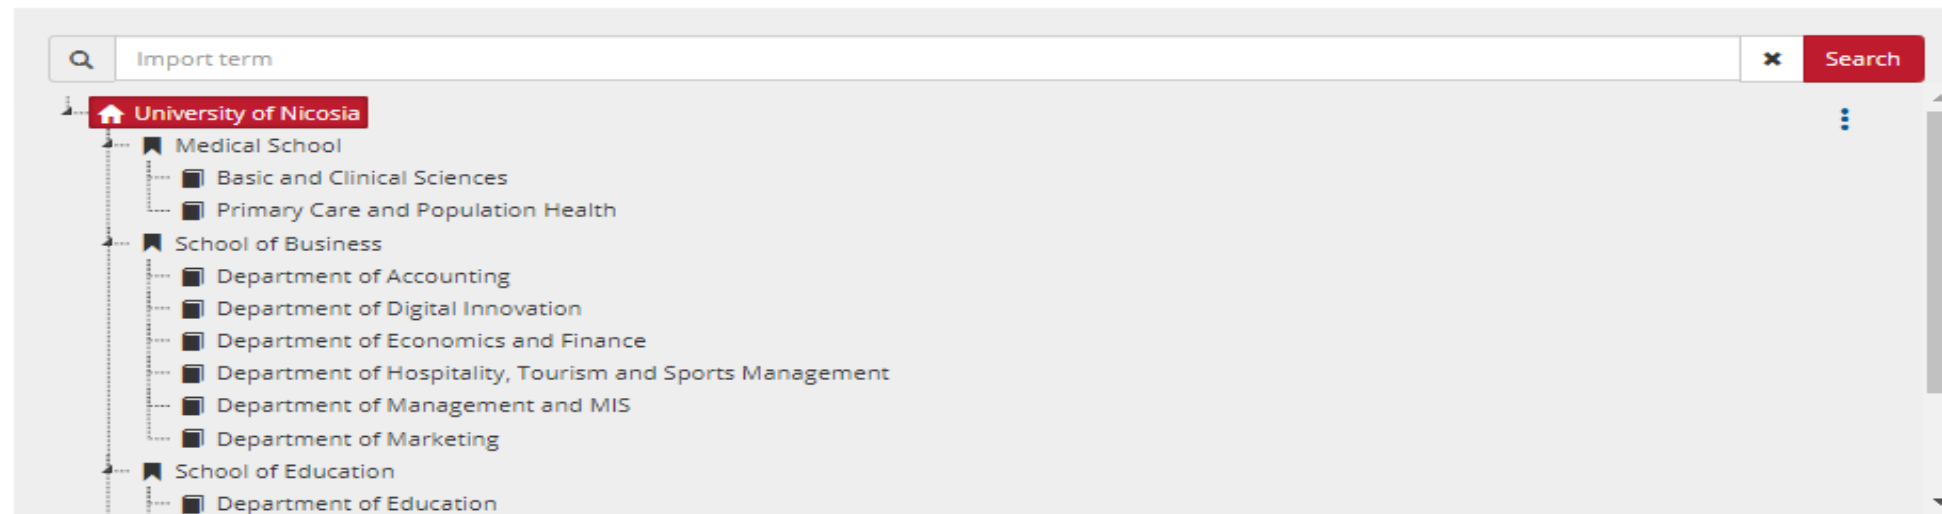 Import term
Search
University of Nicosia
Medical School
Basic and Clinical Sciences
Primary Care and Population Health
School of Business
Department of Accounting
Department of Digital Innovation
Department of Economics and Finance
Department of Hospitality, Tourism and Sports Management
Department of Management and MIS
Department of Marketing
School of Education
Department of Education